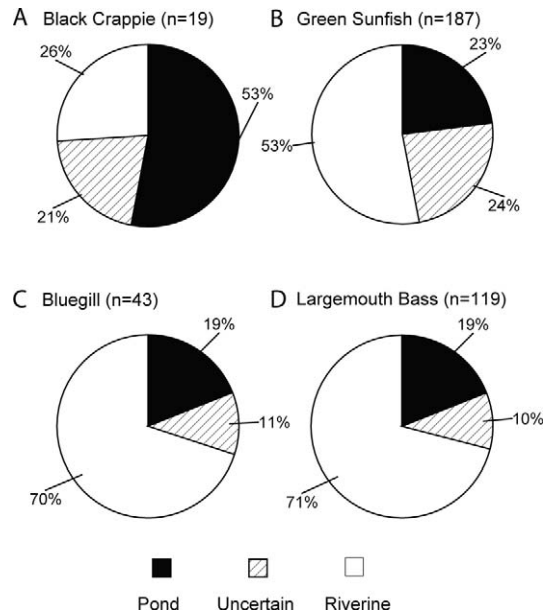 A Black Crappie (n=19)
26%
53%
21%
B Green Sunfish (n=187)
23%
53%
24%
C Bluegill (n=43)
19%
11%
70%
D Largemouth Bass (n=119)
19%
10%
71%
Pond Uncertain Riverine